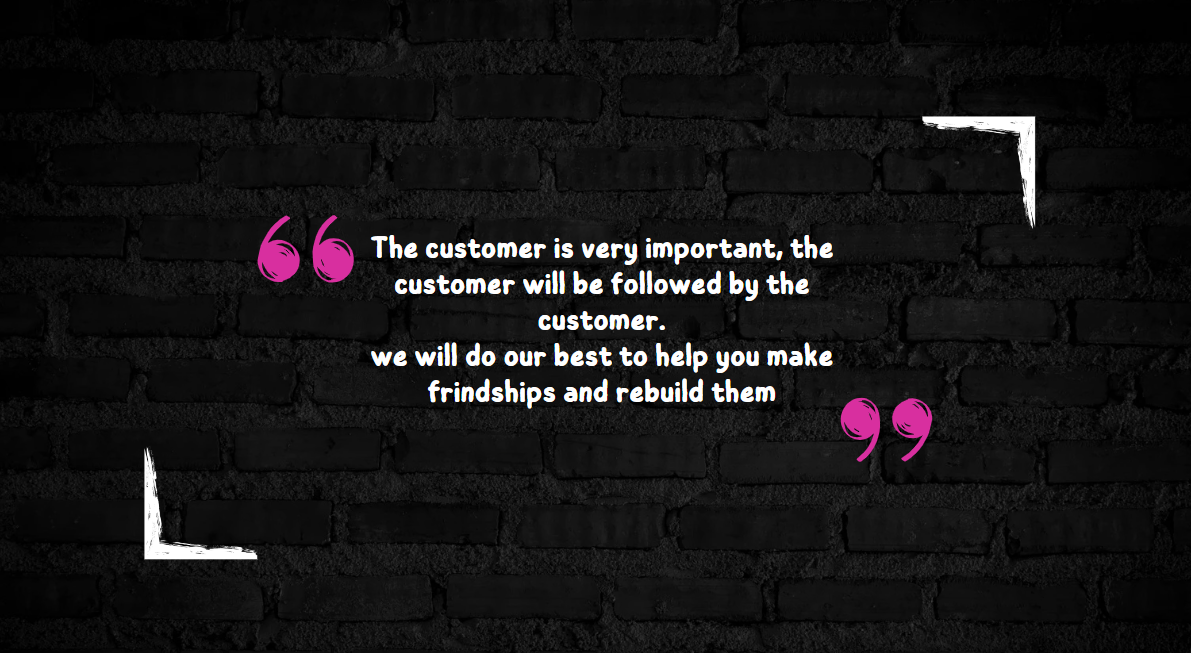 The customer is very important, the
customer will be followed by the
customer.
we will do our best to help you make
frindships and rebuild them